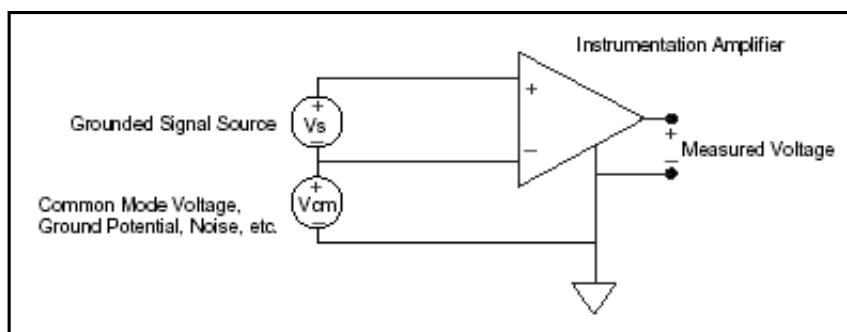 Instrumentation Amplifier
+
+
Grounded Signal Source
Vs
+
Measured Voltage
−
−
−
+
Common Mode Voltage,
Vcm
Ground Potential, Noise, etc.
−